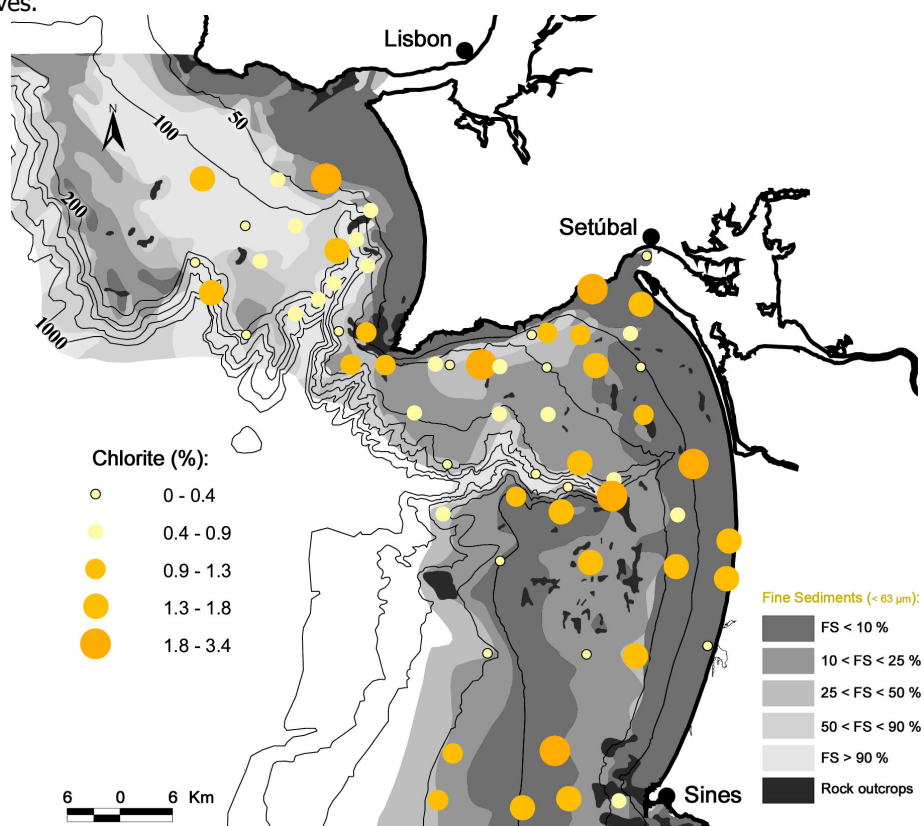 ves.
Lisbon
N
50
100
200
Setúbal
1000
Chlorite (%):
0 - 0.4
0.4 - 0.9
0.9 - 1.3
1.3 - 1.8
1.8 - 3.4
Fine Sediments (< 63 µm):
FS < 10 %
10 < FS < 25 %
25 < FS < 50 %
50 < FS < 90 %
FS > 90 %
Rock outcrops
6 0 6 Km
Sines